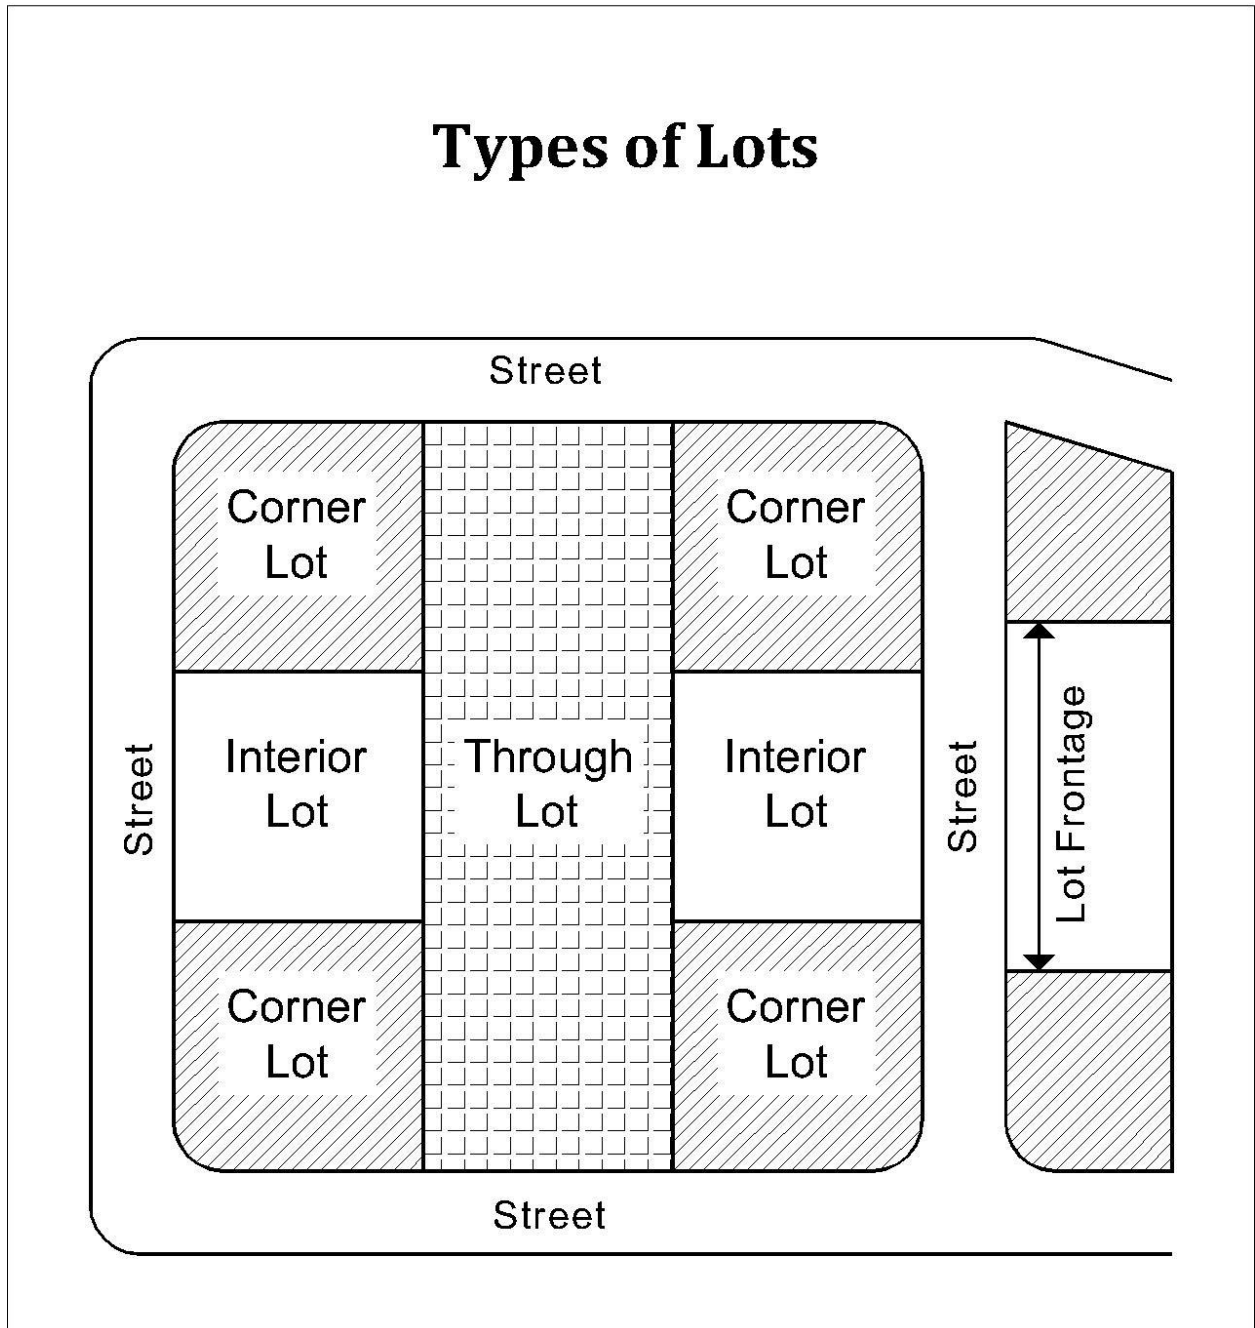 Types of Lots
Street
Corner
Lot
Corner
Lot
Street
Interior
Lot
Through
Lot
Interior
Lot
Street
Lot Frontage
Corner
Lot
Corner
Lot
Street